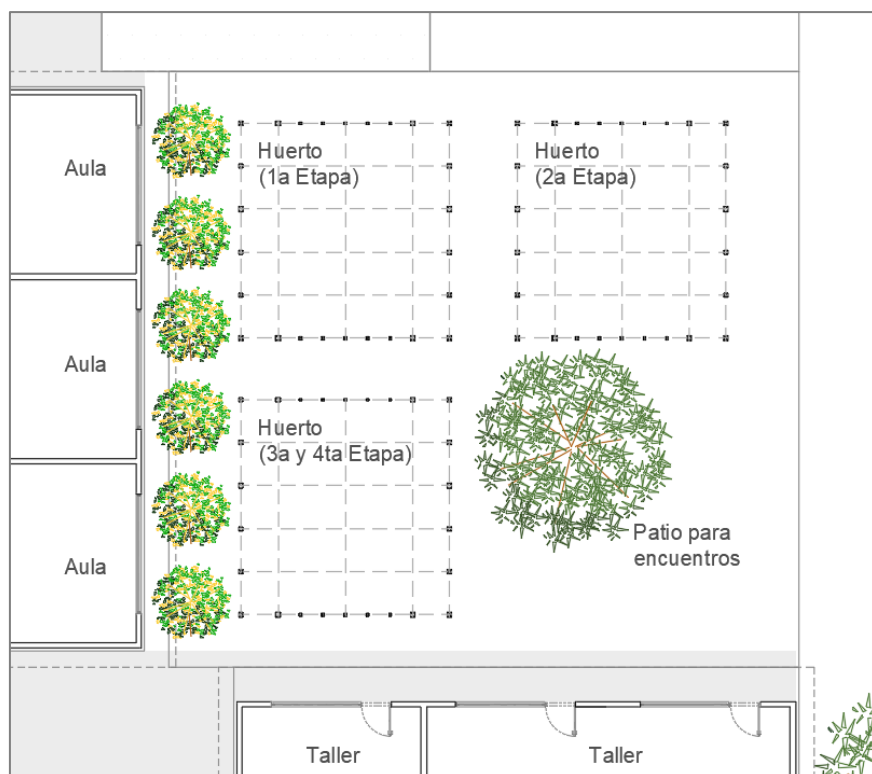 Aula
Huerto
(1a Etapa)
Huerto
(2a Etapa)
Aula
Huerto
(3a y 4ta Etapa)
Patio para
encuentros
Aula
Taller
Taller